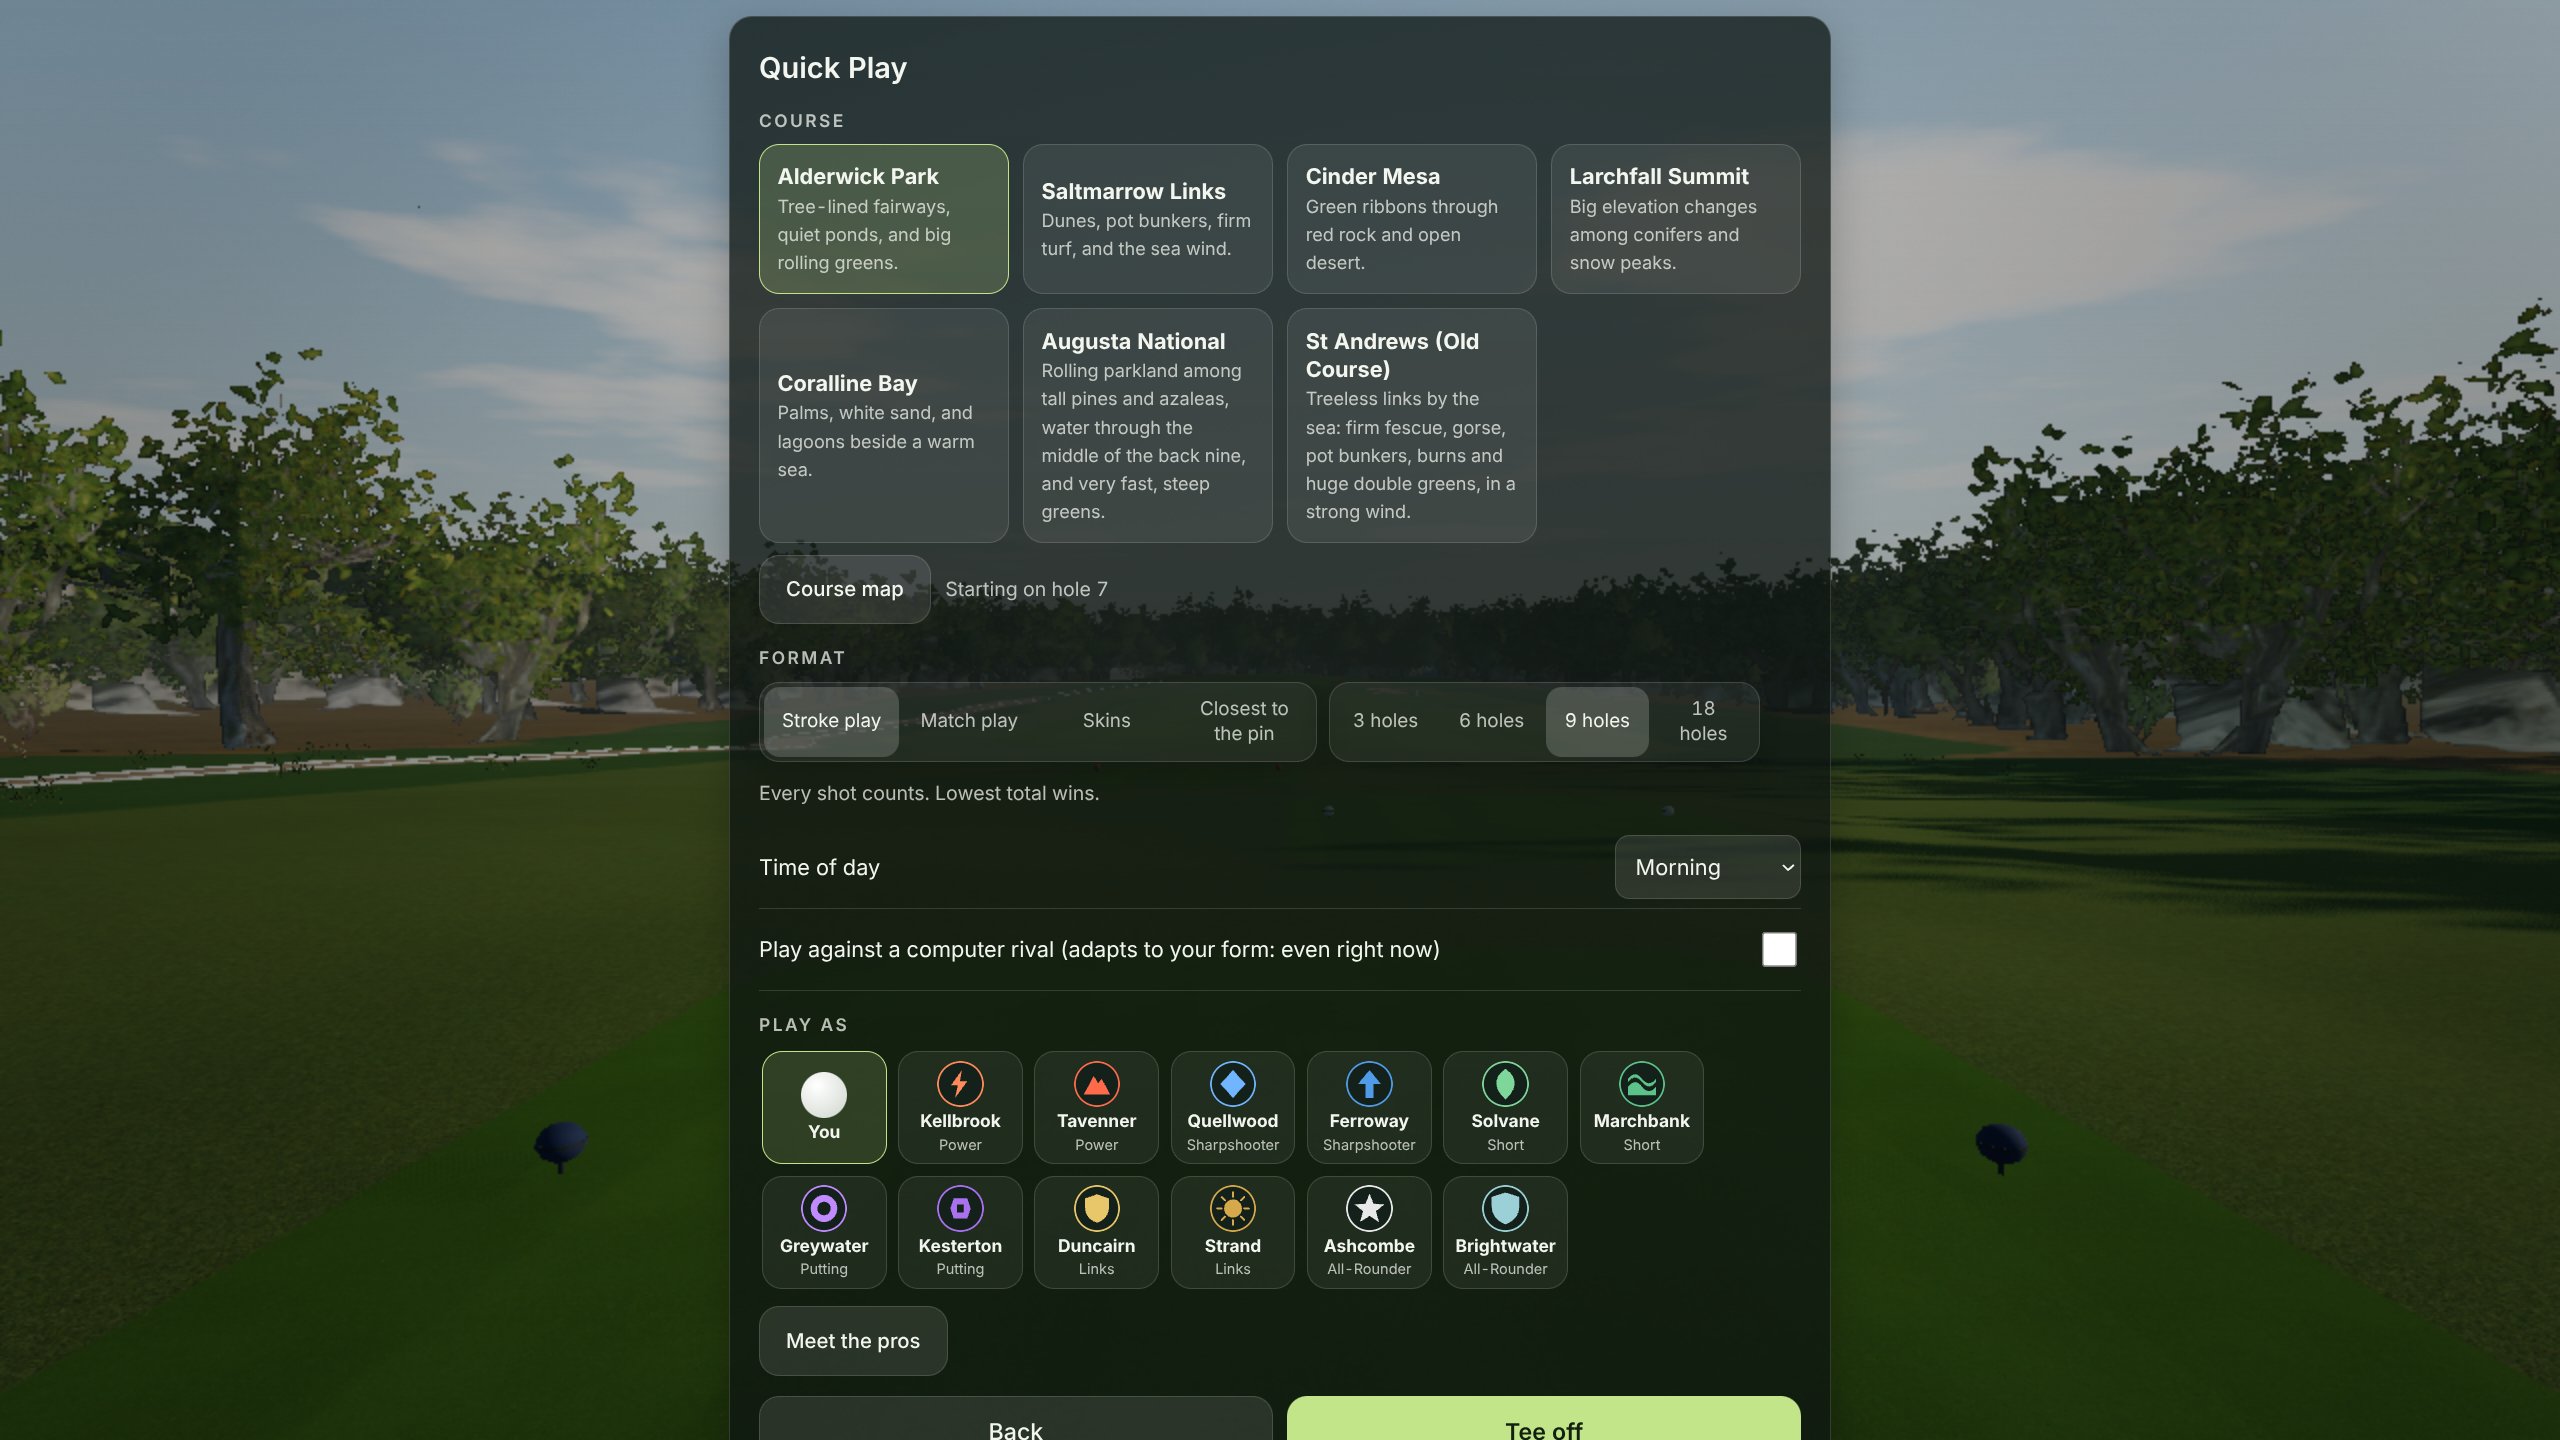 Quick Play
COURSE
Alderwick Park
Tree-lined fairways,
quiet ponds, and big
rolling greens.
Saltmarrow Links
Dunes, pot bunkers, firm
turf, and the sea wind.
Cinder Mesa
Green ribbons through
red rock and open
desert.
Larchfall Summit
Big elevation changes
among conifers and
snow peaks.
Coralline Bay
Palms, white sand, and
lagoons beside a warm
sea.
Augusta National
Rolling parkland among
tall pines and azaleas,
water through the
middle of the back nine,
and very fast, steep
greens.
St Andrews (Old
Course)
Treeless links by the
sea: firm fescue, gorse,
pot bunkers, burns and
huge double greens, in a
strong wind.
Course map
Starting on hole 7
FORMAT
Stroke play
Match play
Skins
Closest to
the pin
3 holes
6 holes
9 holes
18
holes
Every shot counts. Lowest total wins.
Time of day
Morning
Play against a computer rival (adapts to your form: even right now)
PLAY AS
You
Kellbrook
Power
Tavenner
Power
Quellwood
Sharpshooter
Ferroway
Sharpshooter
Solvane
Short
Marchbank
Short
Greywater
Putting
Kesterton
Putting
Duncairn
Links
Strand
Links
Ashcombe
All-Rounder
Brightwater
All-Rounder
Meet the pros
Back
Tee off